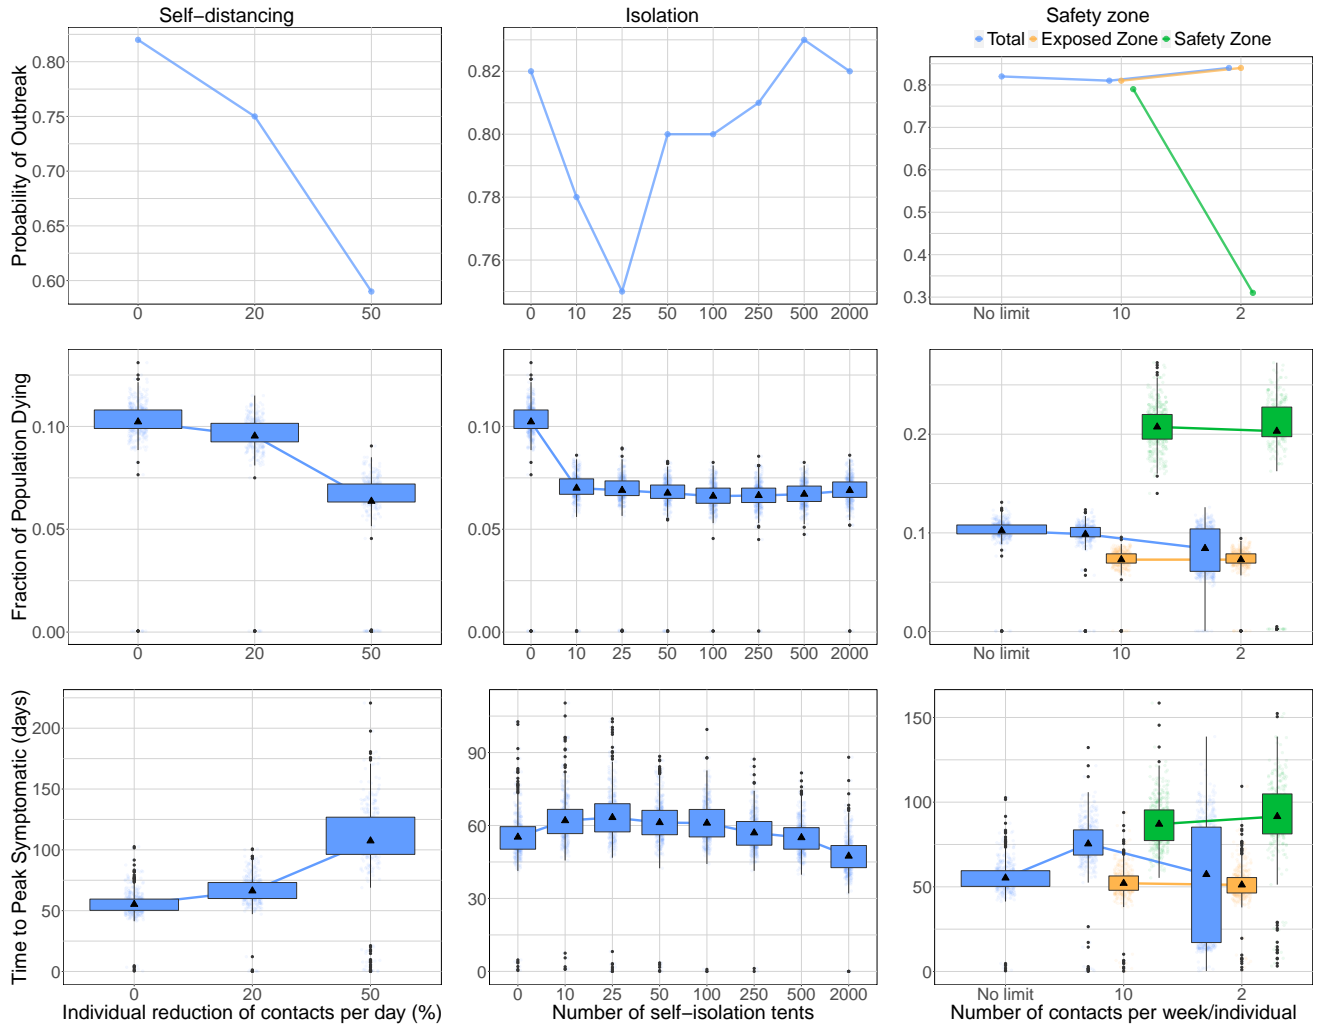 Self−distancing
Isolation
Safety zone
Total Exposed Zone Safety Zone
Probability of Outbreak
0.80
0.75
0.70
0.65
0.60
0 20 50
0.82
0.80
0.78
0.76
0 10 25 50 100 250 500 2000
0.8
0.7
0.6
0.5
0.4
0.3
No limit 10 2
Fraction of Population Dying
0.10
0.05
0.00
0 20 50
0.10
0.05
0.00
0 10 25 50 100 250 500 2000
0.2
0.1
0.0
No limit 10 2
Time to Peak Symptomatic (days)
200
150
100
50
0
0 20 50
Individual reduction of contacts per day (%)
90
60
30
0
0 10 25 50 100 250 500 2000
Number of self−isolation tents
150
100
50
0
No limit 10 2
Number of contacts per week/individual